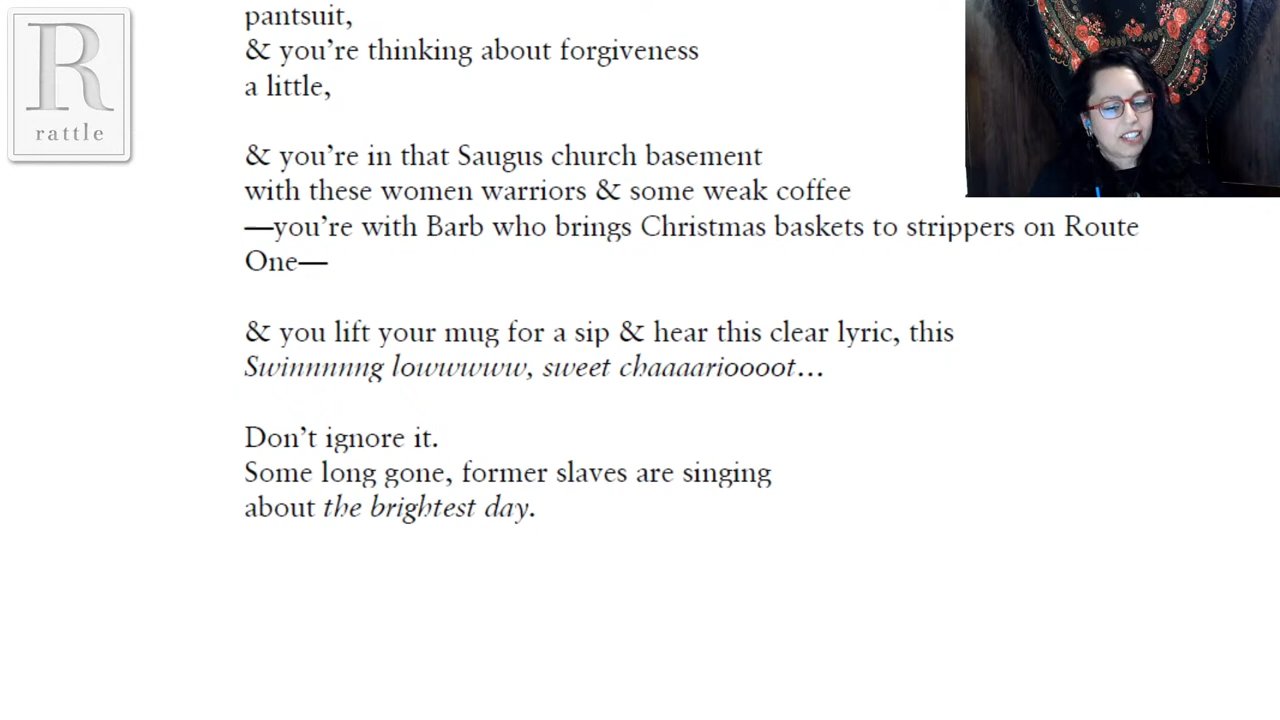 R
rattle
pantsuit,
& you're thinking about forgiveness
a little,
& you're in that Saugus church basement
with these women warriors & some weak coffee
—you're with Barb who brings Christmas baskets to strippers on Route
One—
& you lift your mug for a sip & hear this clear lyric, this
Swinnnnng lowwwww, sweet chaaaarioooot…
Don't ignore it.
Some long gone, former slaves are singing
about the brightest day.